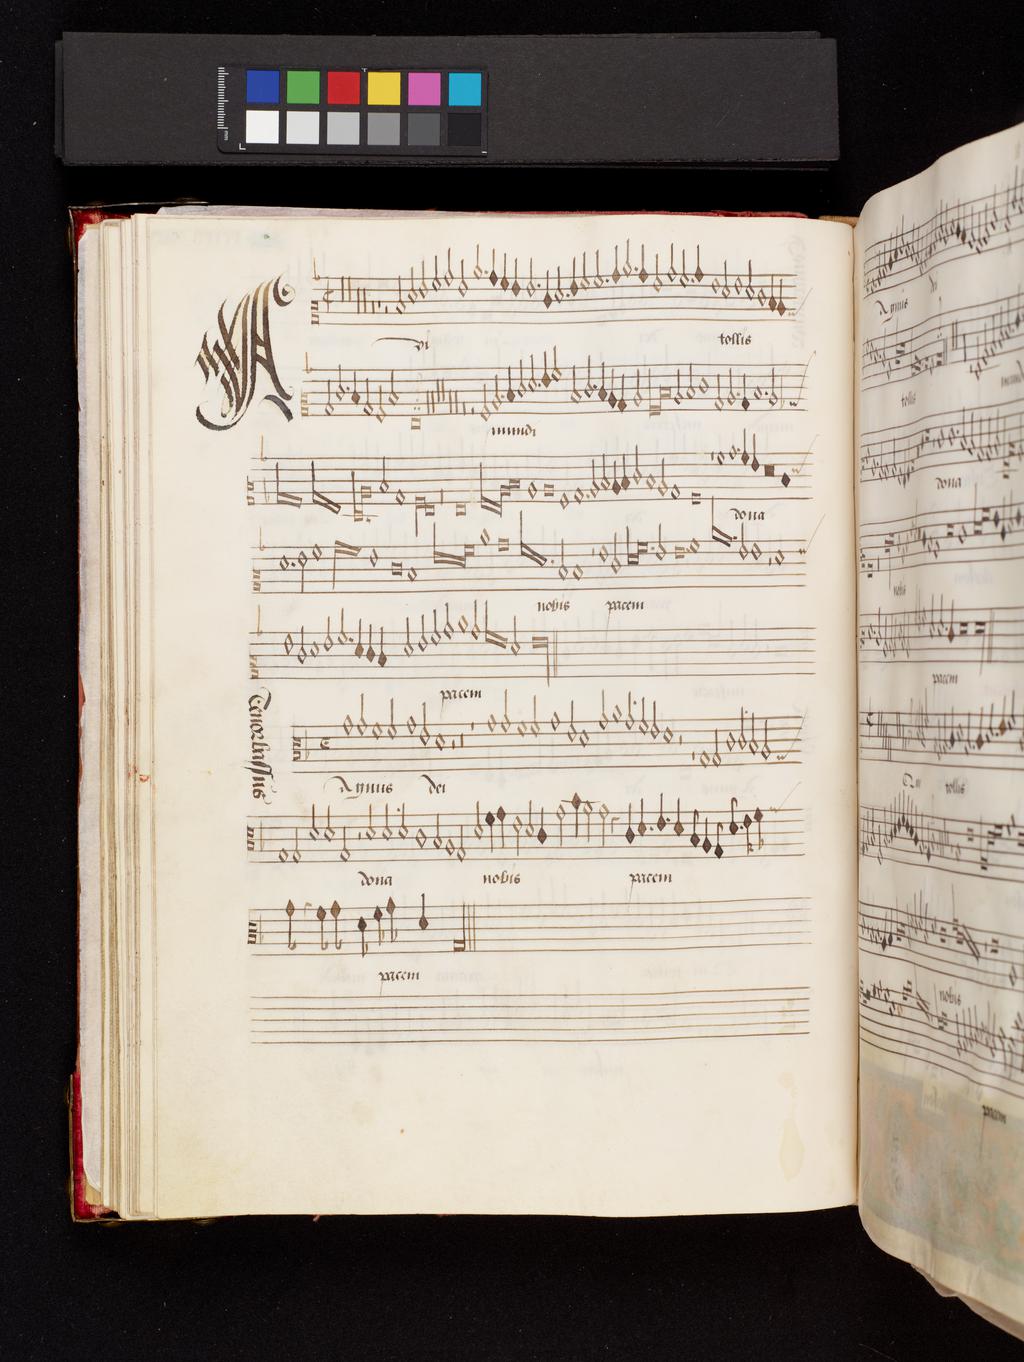 A
Di tollis
mundi
dona
nobis pacem
pacem
Tenorbassus
Agnus dei
dona nobis pacem
pacem
Agnus dei
tollis
dona
nobis
pacem
tollis
nobis
pacem